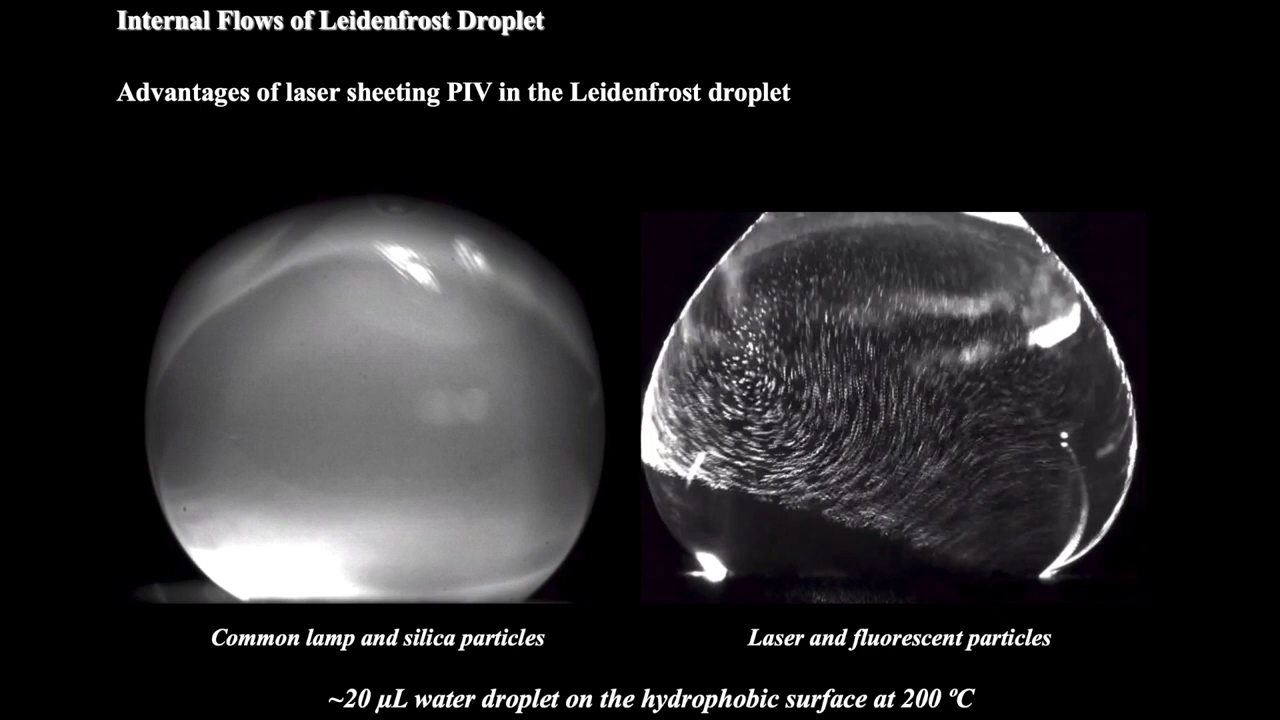 Internal Flows of Leidenfrost Droplet
Advantages of laser sheeting PIV in the Leidenfrost droplet
Common lamp and silica particles
Laser and fluorescent particles
~20 μL water droplet on the hydrophobic surface at 200 ºC